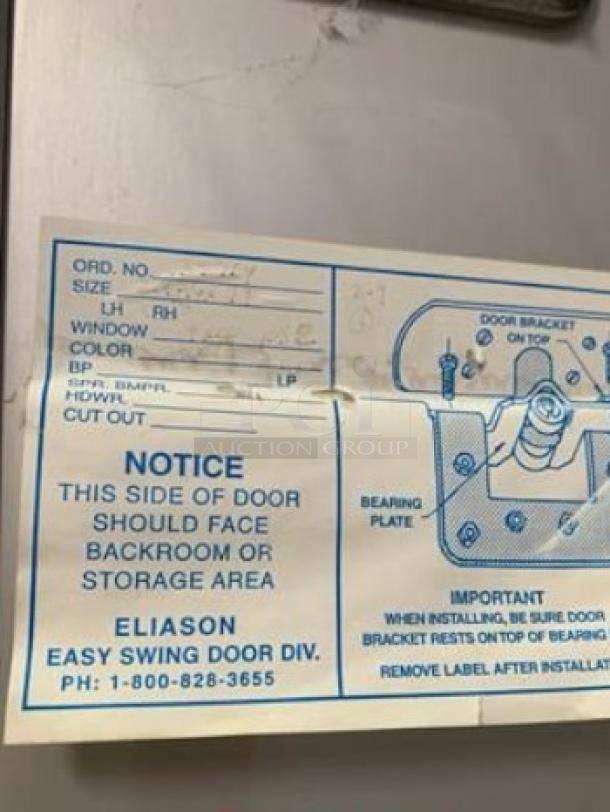 ORD. NO.
SIZE
LH RH
WINDOW
COLOR
BP LP
SPR. BMPR.
HDWR.
CUT OUT
NOTICE
THIS SIDE OF DOOR
SHOULD FACE
BACKROOM OR
STORAGE AREA
ELIASON
EASY SWING DOOR DIV.
PH: 1-800-828-3655
DOOR BRACKET
ON TOP
BEARING
PLATE
IMPORTANT
WHEN INSTALLING, BE SURE DOOR
BRACKET RESTS ON TOP OF BEARING
REMOVE LABEL AFTER INSTALLAT
PCI
AUCTION GROUP